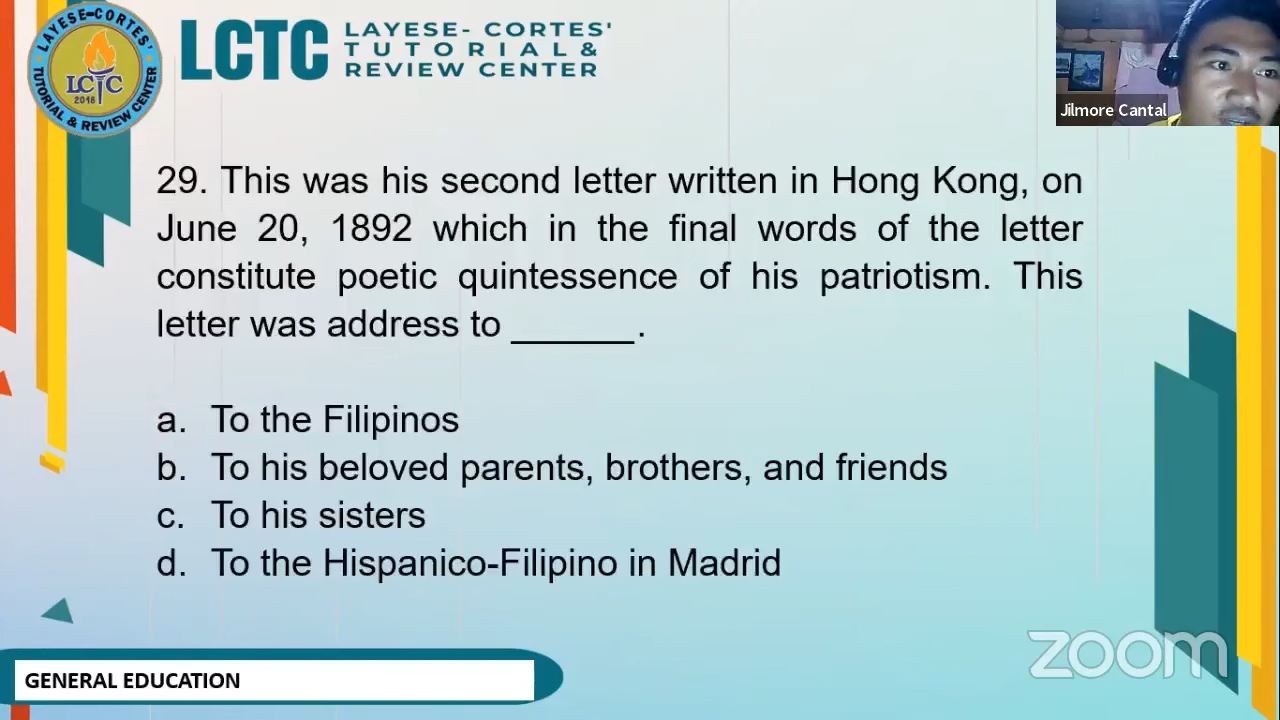 LAYESE-CORTES'
TUTORIAL & REVIEW CENTER
LCTC
2018
LCTC
LAYESE- CORTES'
TUTORIAL &
REVIEW CENTER
Jilmore Cantal
29. This was his second letter written in Hong Kong, on
June 20, 1892 which in the final words of the letter
constitute poetic quintessence of his patriotism. This
letter was address to ______.
a. To the Filipinos
b. To his beloved parents, brothers, and friends
c. To his sisters
d. To the Hispanico-Filipino in Madrid
zoom
GENERAL EDUCATION